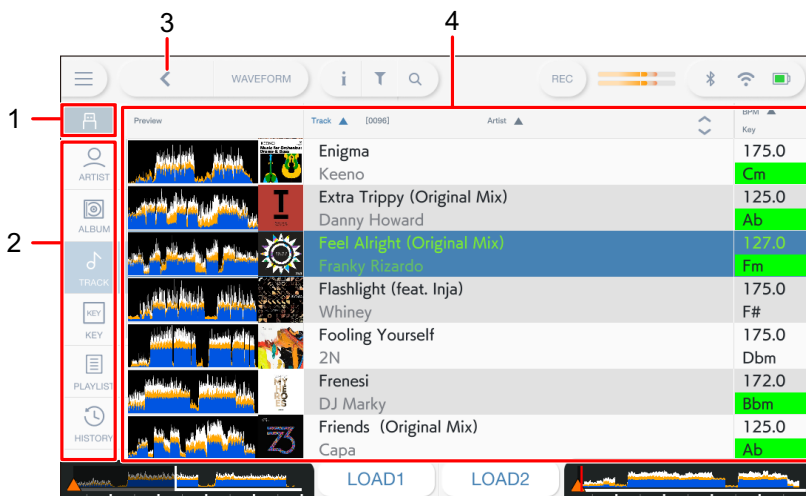 3
4
WAVEFORM
i
REC
1
Preview
Track ▲ [0096] Artist ▲
BPM ▲
Key
Enigma
175.0
Keeno
Cm
2
ARTIST
Extra Trippy (Original Mix)
125.0
Danny Howard
Ab
ALBUM
Feel Alright (Original Mix)
127.0
Franky Rizardo
Fm
TRACK
Flashlight (feat. Inja)
175.0
Whiney
F#
KEY
KEY
Fooling Yourself
175.0
2N
Dbm
PLAYLIST
Frenesi
172.0
DJ Marky
Bbm
HISTORY
Friends (Original Mix)
125.0
Capa
Ab
LOAD1
LOAD2